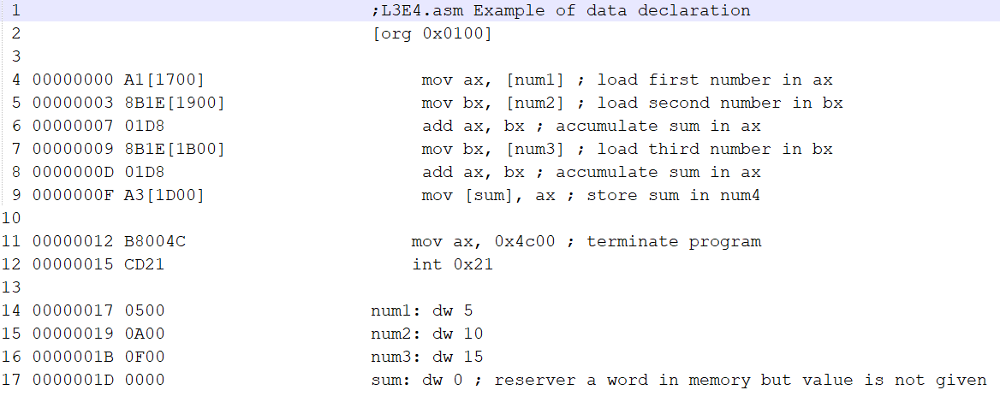 1 ;L3E4.asm Example of data declaration
2 [org 0x0100]
3
4 00000000 A1[1700] mov ax, [num1] ; load first number in ax
5 00000003 8B1E[1900] mov bx, [num2] ; load second number in bx
6 00000007 01D8 add ax, bx ; accumulate sum in ax
7 00000009 8B1E[1B00] mov bx, [num3] ; load third number in bx
8 0000000D 01D8 add ax, bx ; accumulate sum in ax
9 0000000F A3[1D00] mov [sum], ax ; store sum in num4
10
11 00000012 B8004C mov ax, 0x4c00 ; terminate program
12 00000015 CD21 int 0x21
13
14 00000017 0500 num1: dw 5
15 00000019 0A00 num2: dw 10
16 0000001B 0F00 num3: dw 15
17 0000001D 0000 sum: dw 0 ; reserver a word in memory but value is not given